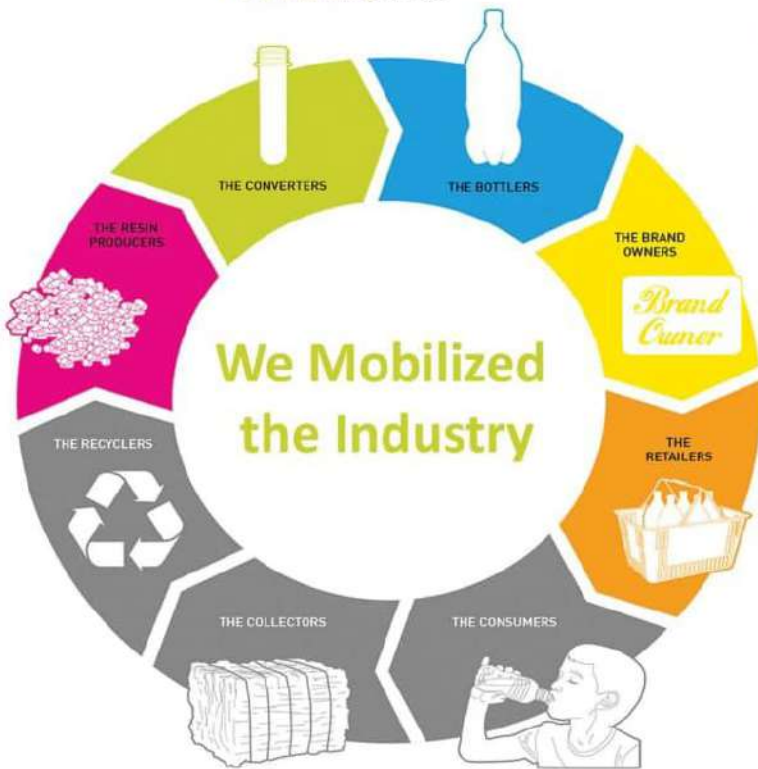 THE CONVERTERS
THE BOTTLERS
THE BRAND
OWNERS
Brand
Owner
THE
RETAILERS
THE CONSUMERS
THE COLLECTORS
THE RECYCLERS
THE RESIN
PRODUCERS
We Mobilized
the Industry